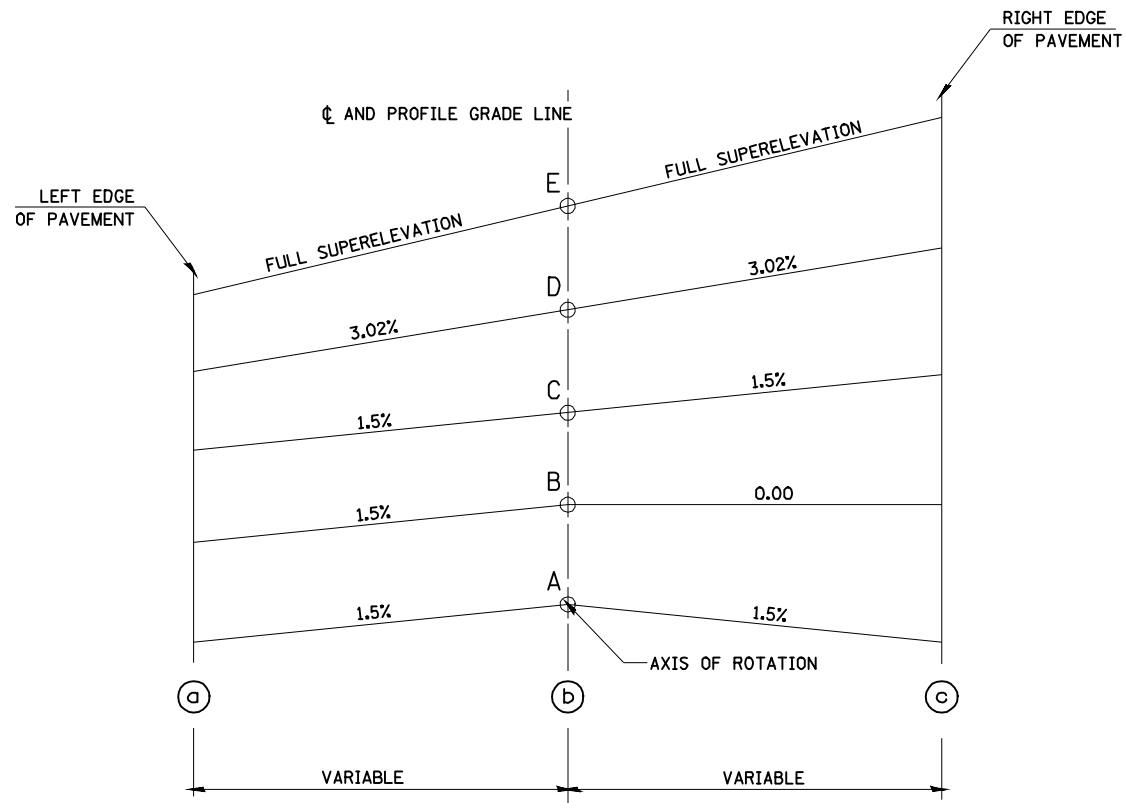 RIGHT EDGE
OF PAVEMENT
℄ AND PROFILE GRADE LINE
FULL SUPERELEVATION
LEFT EDGE
OF PAVEMENT
E
FULL SUPERELEVATION
D
3.02%
3.02%
C
1.5%
1.5%
B
0.00
1.5%
A
1.5%
1.5%
AXIS OF ROTATION
a
b
c
VARIABLE
VARIABLE